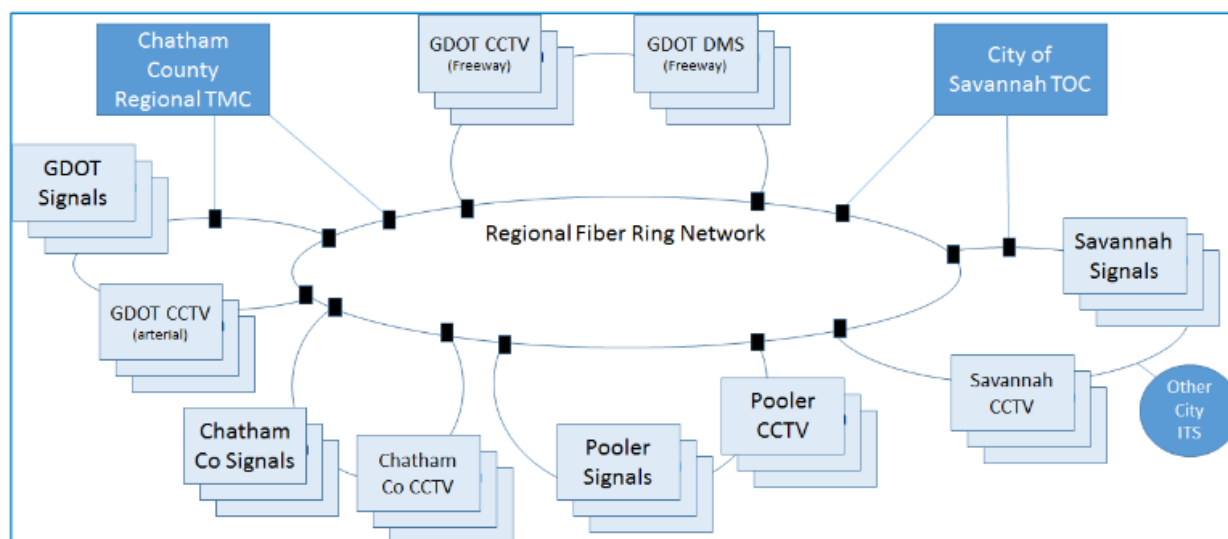 Chatham
County
Regional TMC
GDOT CCTV
(Freeway)
GDOT DMS
(Freeway)
City of
Savannah TOC
GDOT
Signals
Regional Fiber Ring Network
Savannah
Signals
GDOT CCTV
(arterial)
Chatham
Co Signals
Chatham
Co CCTV
Pooler
Signals
Pooler
CCTV
Savannah
CCTV
Other
City
ITS